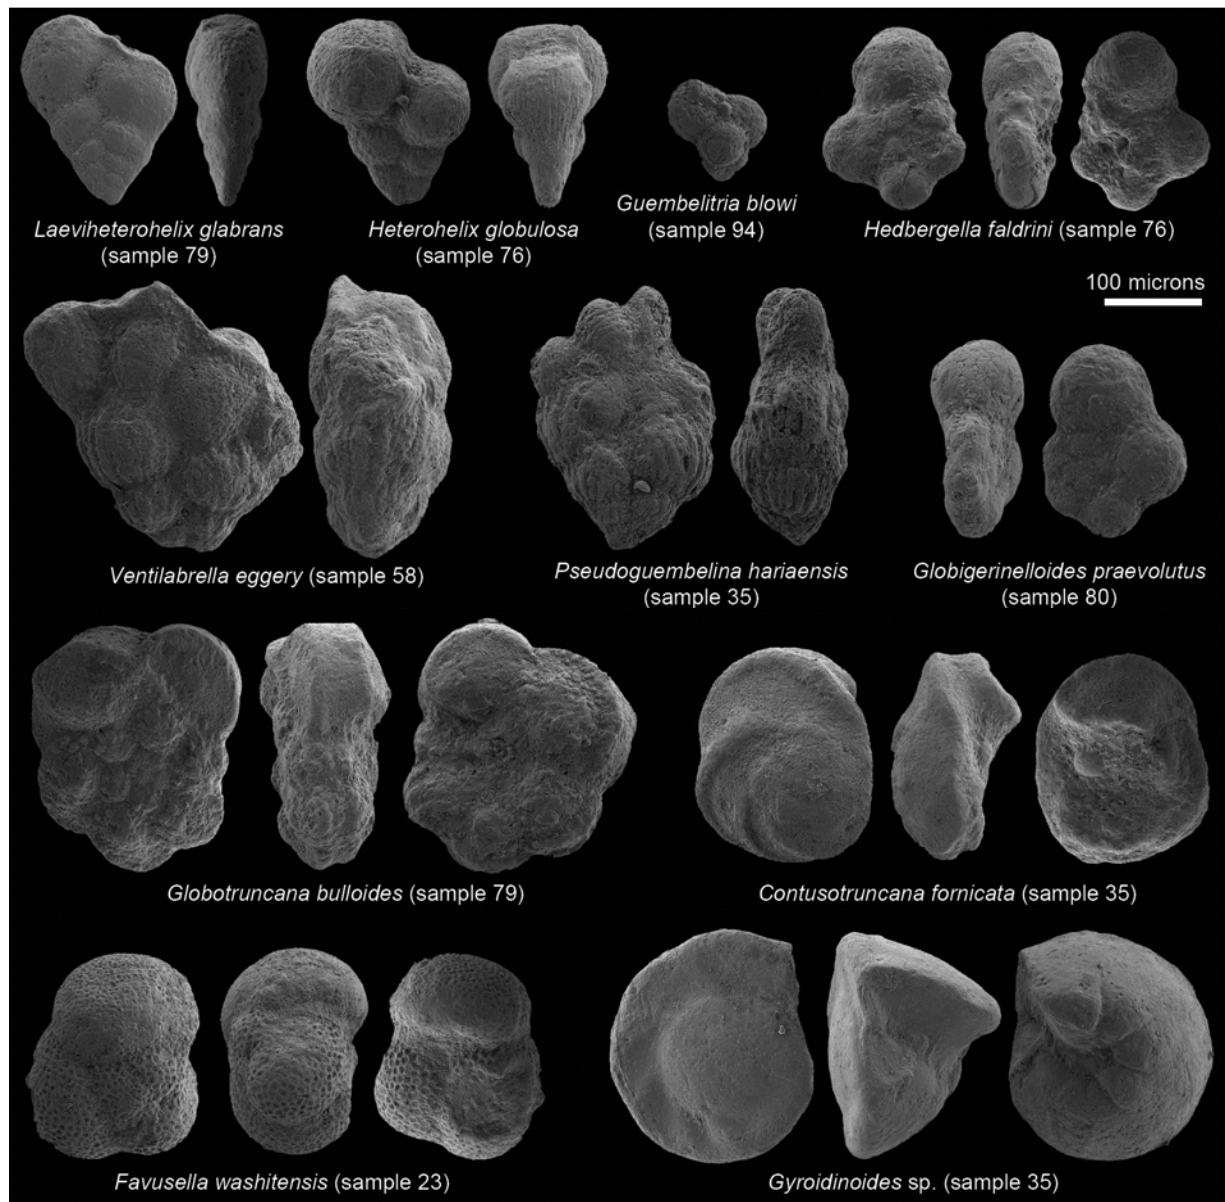 Laeviheterohelix glabrans
(sample 79)
Heterohelix globulosa
(sample 76)
Guembelitria blowi
(sample 94)
Hedbergella faldrini (sample 76)
100 microns
Ventilabrella eggery (sample 58)
Pseudoguembelina hariaensis
(sample 35)
Globigerinelloides praevolutus
(sample 80)
Globotruncana bulloides (sample 79)
Contusotruncana fornicata (sample 35)
Favusella washitensis (sample 23)
Gyroidinoides sp. (sample 35)